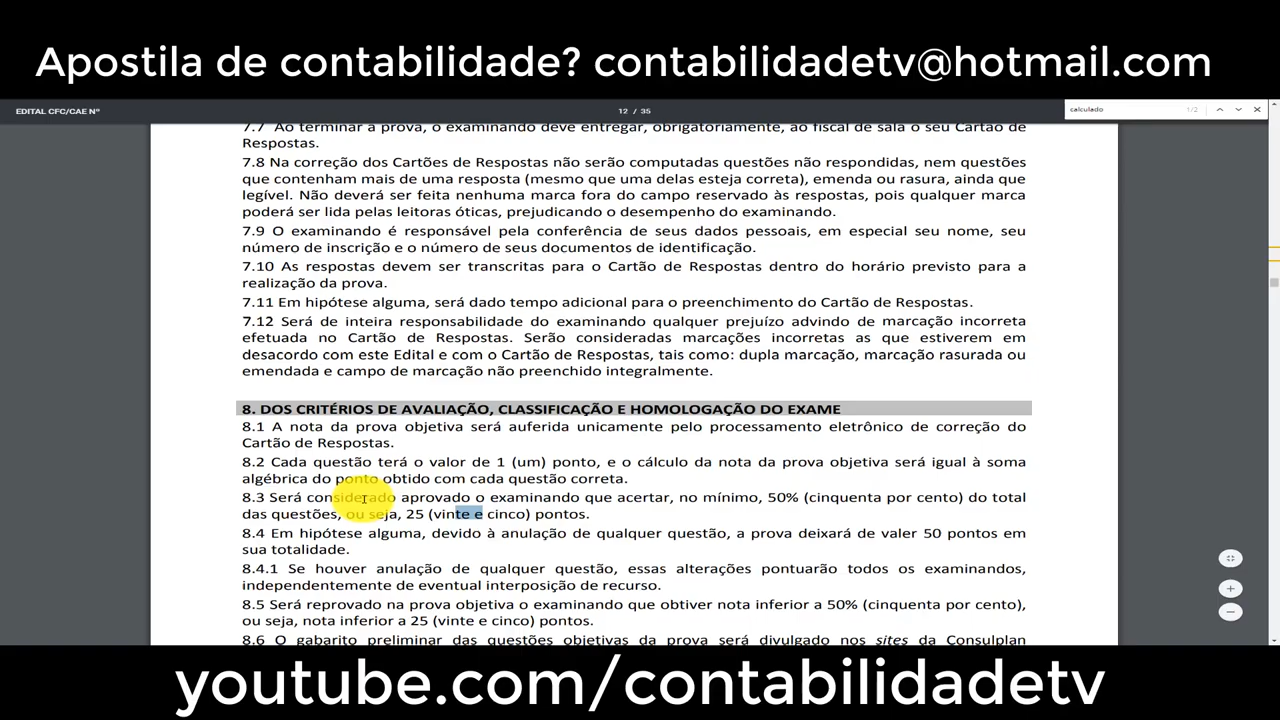 Apostila de contabilidade? contabilidadetv@hotmail.com
EDITAL CFC/CAE Nº
12 / 35
calculado
1/2
7.7 Ao terminar a prova, o examinando deve entregar, obrigatoriamente, ao fiscal de sala o seu Cartão de
Respostas.
7.8 Na correção dos Cartões de Respostas não serão computadas questões não respondidas, nem questões
que contenham mais de uma resposta (mesmo que uma delas esteja correta), emenda ou rasura, ainda que
legível. Não deverá ser feita nenhuma marca fora do campo reservado às respostas, pois qualquer marca
poderá ser lida pelas leitoras óticas, prejudicando o desempenho do examinando.
7.9 O examinando é responsável pela conferência de seus dados pessoais, em especial seu nome, seu
número de inscrição e o número de seus documentos de identificação.
7.10 As respostas devem ser transcritas para o Cartão de Respostas dentro do horário previsto para a
realização da prova.
7.11 Em hipótese alguma, será dado tempo adicional para o preenchimento do Cartão de Respostas.
7.12 Será de inteira responsabilidade do examinando qualquer prejuízo advindo de marcação incorreta
efetuada no Cartão de Respostas. Serão consideradas marcações incorretas as que estiverem em
desacordo com este Edital e com o Cartão de Respostas, tais como: dupla marcação, marcação rasurada ou
emendada e campo de marcação não preenchido integralmente.
8. DOS CRITÉRIOS DE AVALIAÇÃO, CLASSIFICAÇÃO E HOMOLOGAÇÃO DO EXAME
8.1 A nota da prova objetiva será auferida unicamente pelo processamento eletrônico de correção do
Cartão de Respostas.
8.2 Cada questão terá o valor de 1 (um) ponto, e o cálculo da nota da prova objetiva será igual à soma
algébrica do ponto obtido com cada questão correta.
8.3 Será considerado aprovado o examinando que acertar, no mínimo, 50% (cinquenta por cento) do total
das questões, ou seja, 25 (vinte e cinco) pontos.
8.4 Em hipótese alguma, devido à anulação de qualquer questão, a prova deixará de valer 50 pontos em
sua totalidade.
8.4.1 Se houver anulação de qualquer questão, essas alterações pontuarão todos os examinandos,
independentemente de eventual interposição de recurso.
8.5 Será reprovado na prova objetiva o examinando que obtiver nota inferior a 50% (cinquenta por cento),
ou seja, nota inferior a 25 (vinte e cinco) pontos.
8.6 O gabarito preliminar das questões objetivas da prova será divulgado nos sites da Consulplan
youtube.com/contabilidadetv